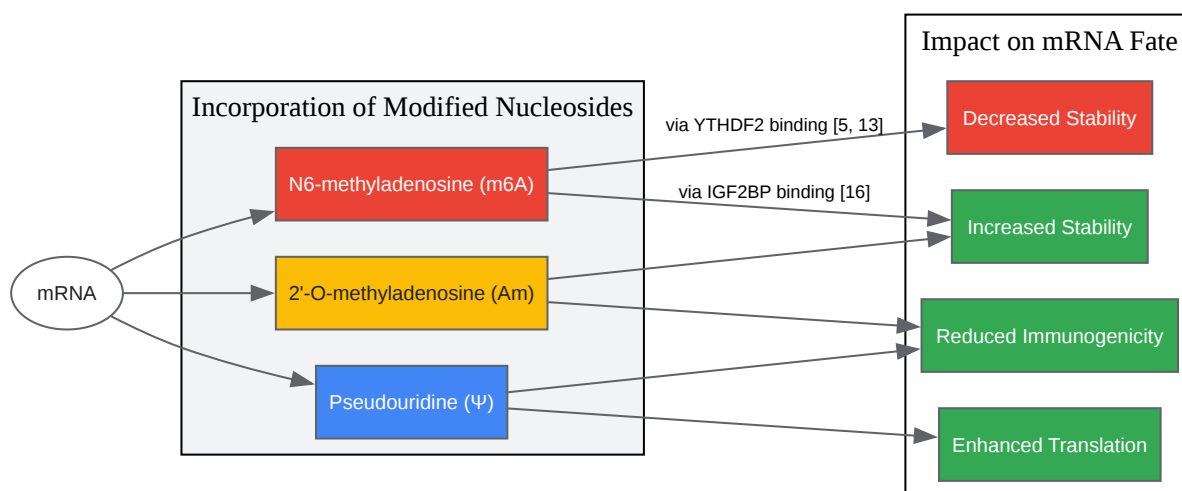 Impact on mRNA Fate
Incorporation of Modified Nucleosides
via YTHDF2 binding [5, 13]
Decreased Stability
N6-methyladenosine (m6A)
via IGF2BP binding [16]
Increased Stability
mRNA
2'-O-methyladenosine (Am)
Reduced Immunogenicity
Pseudouridine (Ψ)
Enhanced Translation